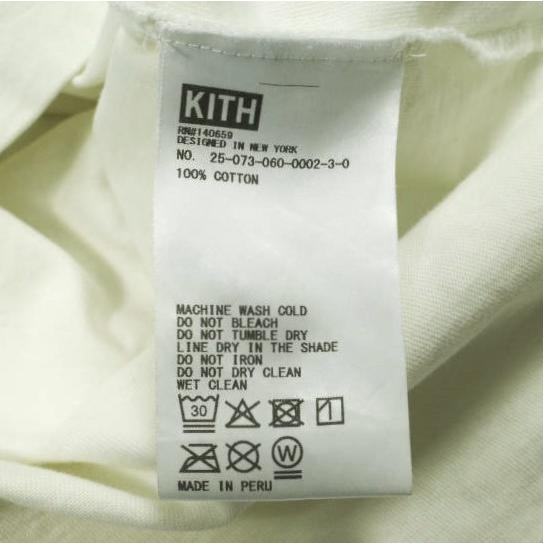 KITH
RN#140659
DESIGNED IN NEW YORK
NO. 25-073-060-0002-3-0
100% COTTON
MACHINE WASH COLD
DO NOT BLEACH
DO NOT TUMBLE DRY
LINE DRY IN THE SHADE
DO NOT IRON
DO NOT DRY CLEAN
WET CLEAN
30
W
MADE IN PERU